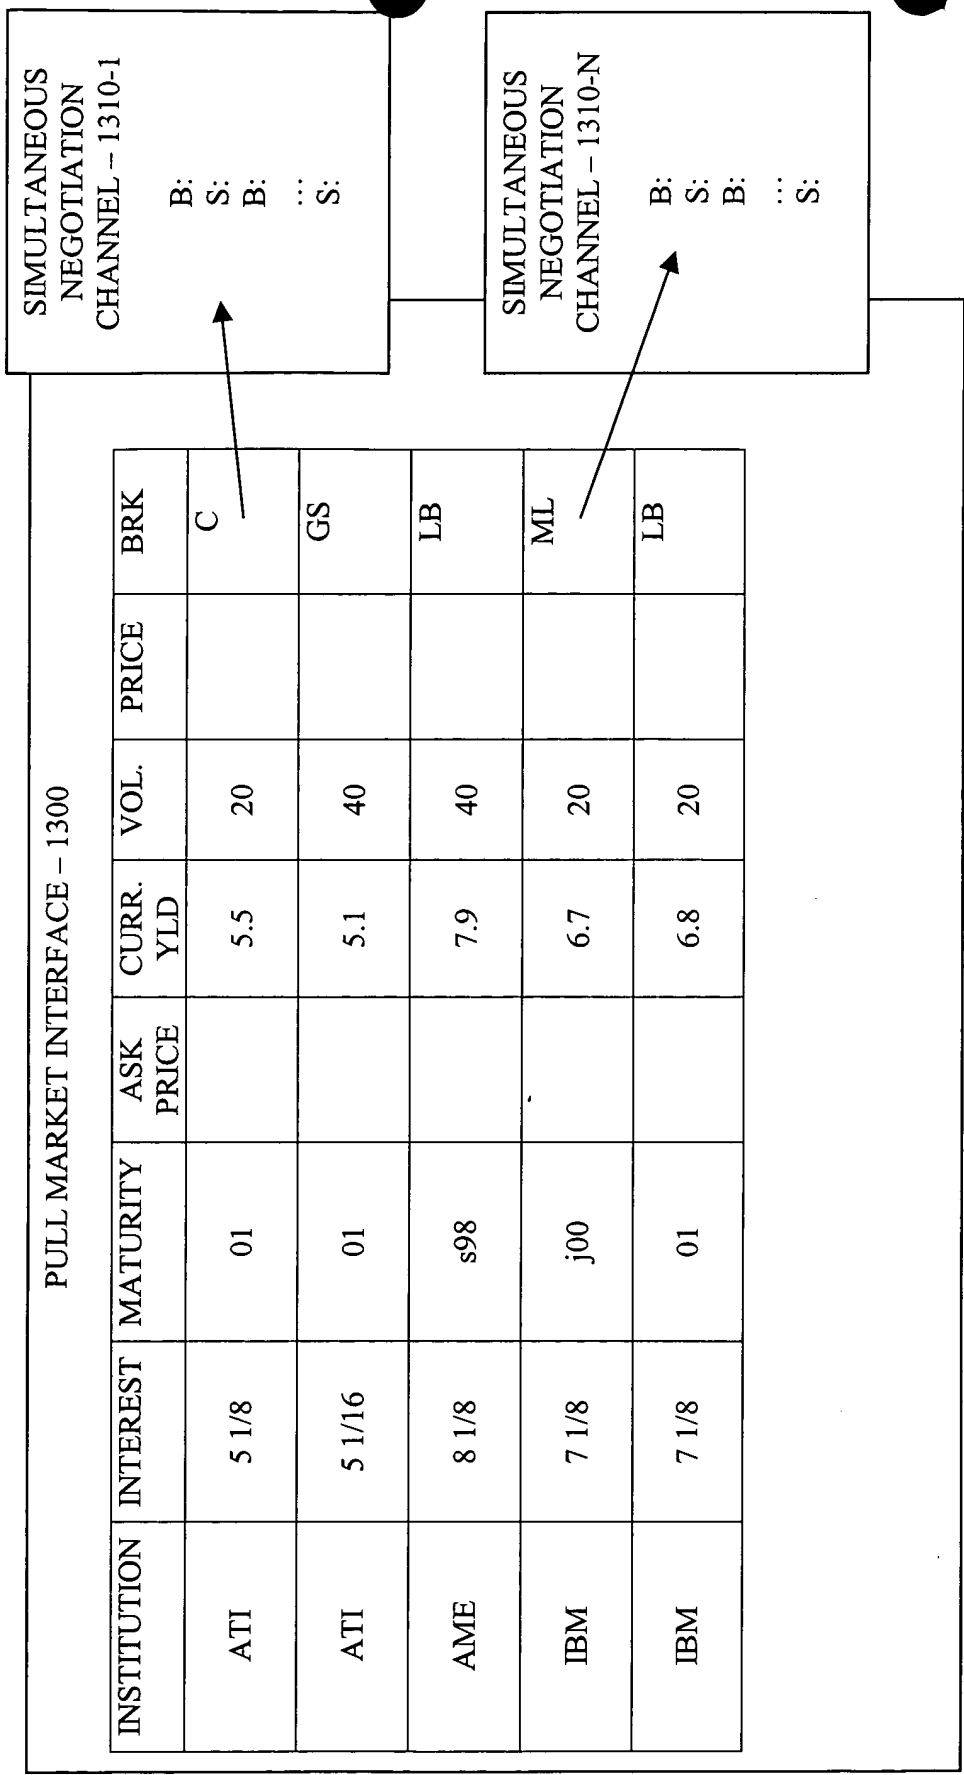 PULL MARKET INTERFACE – 1300
INSTITUTION INTEREST MATURITY ASK PRICE CURR. YLD VOL. PRICE BRK
ATI 5 1/8 01 5.5 20 C
ATI 5 1/16 01 5.1 40 GS
AME 8 1/8 s98 7.9 40 LB
IBM 7 1/8 j00 6.7 20 ML
IBM 7 1/8 01 6.8 20 LB
SIMULTANEOUS
NEGOTIATION
CHANNEL – 1310-1
B:
S:
B:
...
S:
SIMULTANEOUS
NEGOTIATION
CHANNEL – 1310-N
B:
S:
B:
...
S: